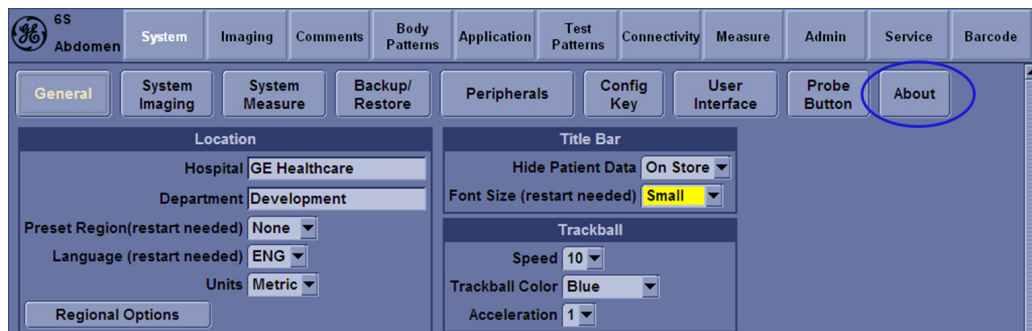 6S
Abdomen
System
Imaging
Comments
Body
Patterns
Application
Test
Patterns
Connectivity
Measure
Admin
Service
Barcode
General
System
Imaging
System
Measure
Backup/
Restore
Peripherals
Config
Key
User
Interface
Probe
Button
About
Location
Hospital GE Healthcare
Department Development
Preset Region(restart needed) None
Language (restart needed) ENG
Units Metric
Regional Options
Title Bar
Hide Patient Data On Store
Font Size (restart needed) Small
Trackball
Speed 10
Trackball Color Blue
Acceleration 1